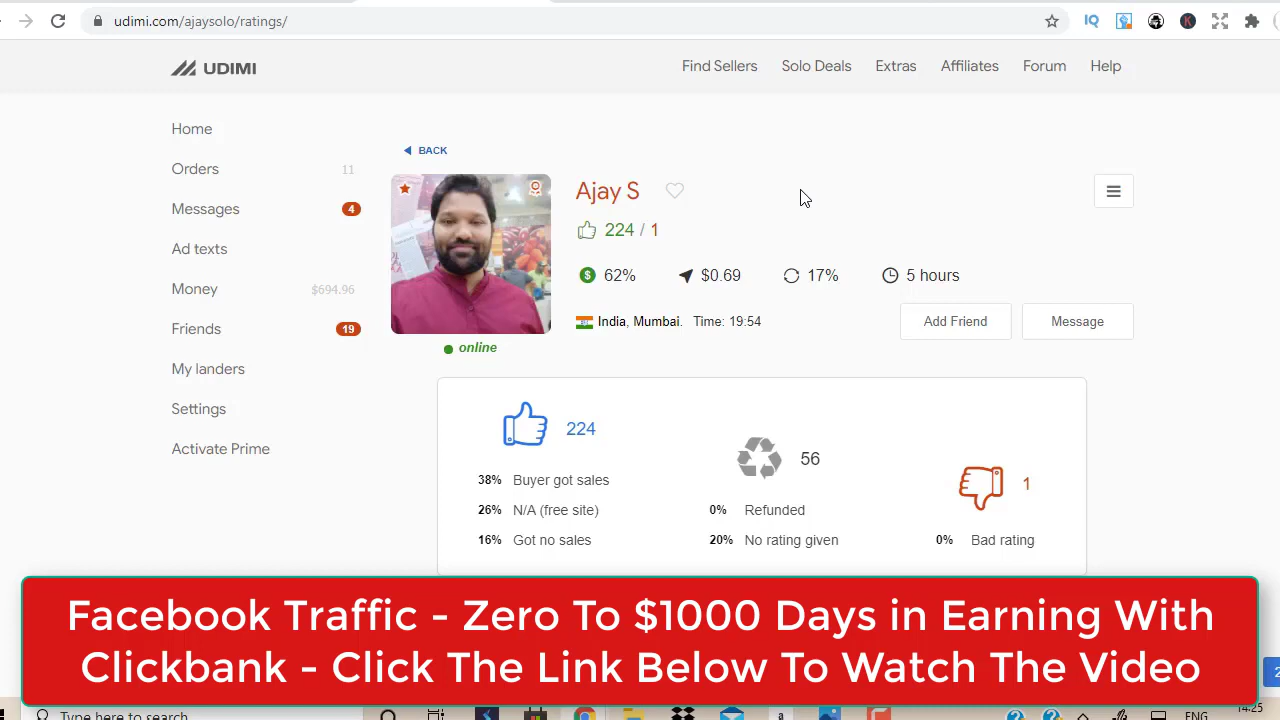 udimi.com/ajaysolo/ratings/
IQ
K
UDIMI
Find Sellers Solo Deals Extras Affiliates Forum Help
Home
Orders 11
Messages 4
Ad texts
Money $694.96
Friends 19
My landers
Settings
Activate Prime
BACK
Ajay S
224 / 1
$ 62% $0.69 17% 5 hours
India, Mumbai. Time: 19:54
Add Friend Message
online
224
38% Buyer got sales
26% N/A (free site)
16% Got no sales
56
0% Refunded
20% No rating given
1
0% Bad rating
Facebook Traffic - Zero To $1000 Days in Earning With
Clickbank - Click The Link Below To Watch The Video
2
Type here to search
a
ENG
14:25